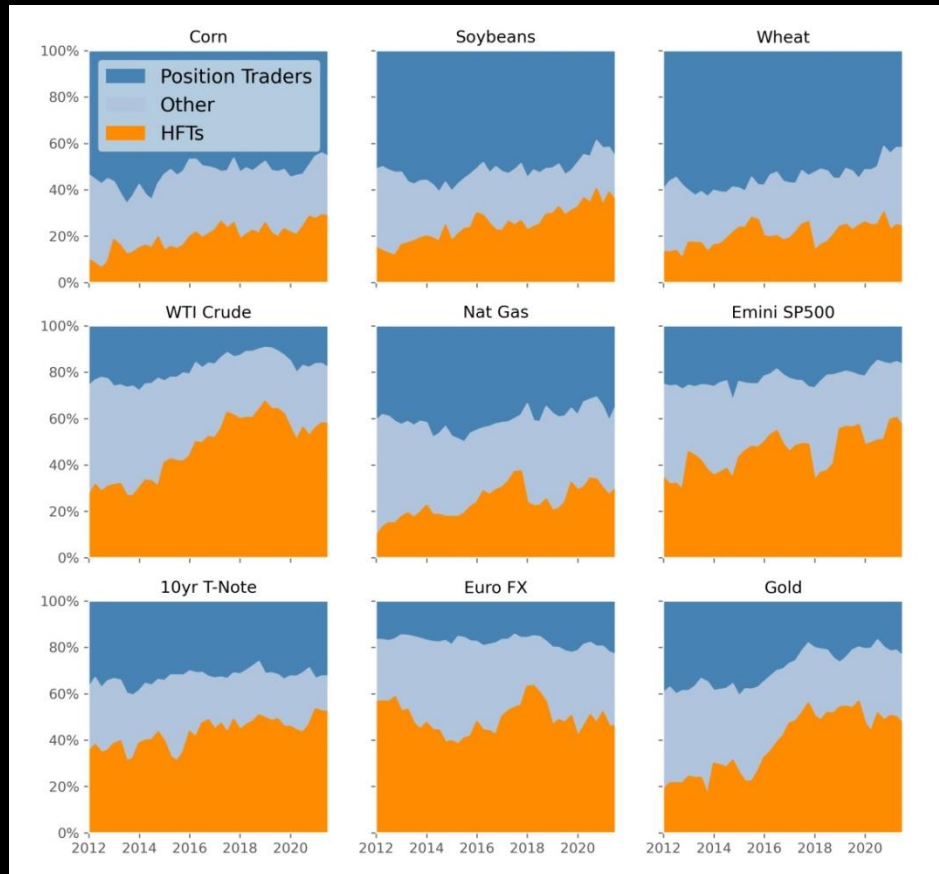 Corn
Soybeans
Wheat
100%
80%
60%
40%
20%
0%
Position Traders
Other
HFTs
WTI Crude
Nat Gas
Emini SP500
100%
80%
60%
40%
20%
0%
10yr T-Note
Euro FX
Gold
100%
80%
60%
40%
20%
0%
2012 2014 2016 2018 2020
2012 2014 2016 2018 2020
2012 2014 2016 2018 2020